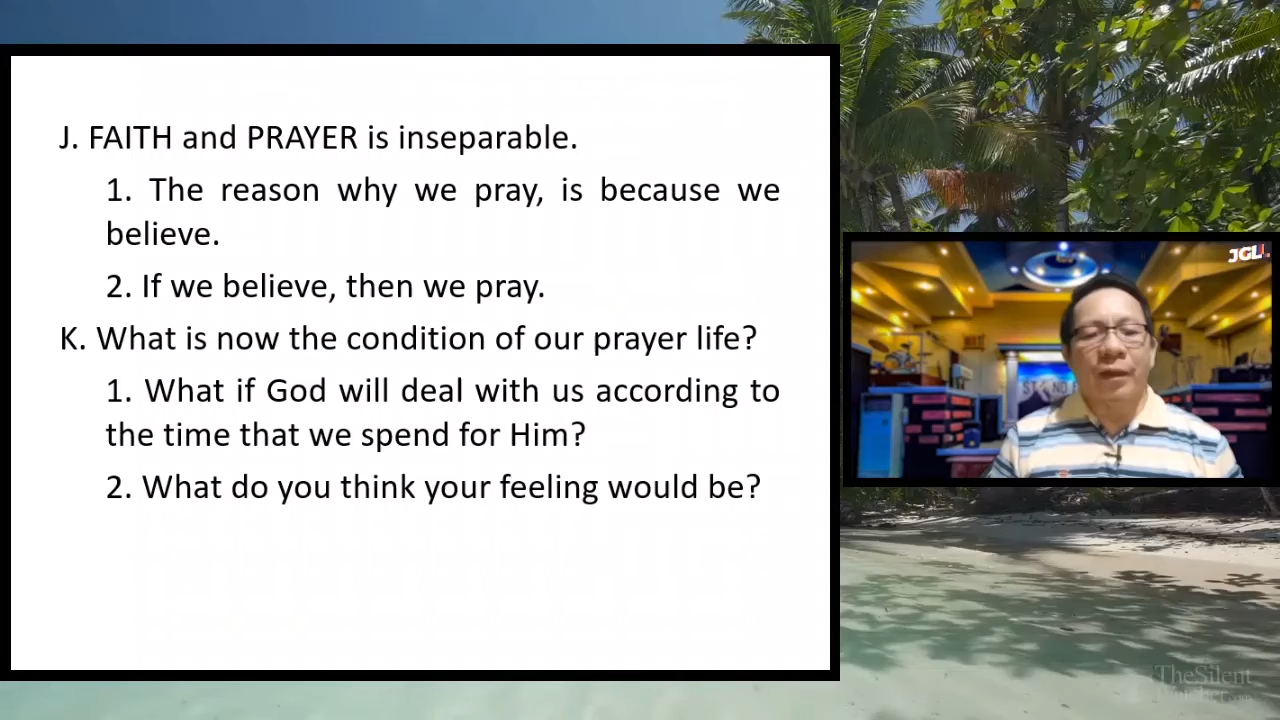 J. FAITH and PRAYER is inseparable.
1. The reason why we pray, is because we
believe.
2. If we believe, then we pray.
K. What is now the condition of our prayer life?
1. What if God will deal with us according to
the time that we spend for Him?
2. What do you think your feeling would be?
JGLI
TheSilent